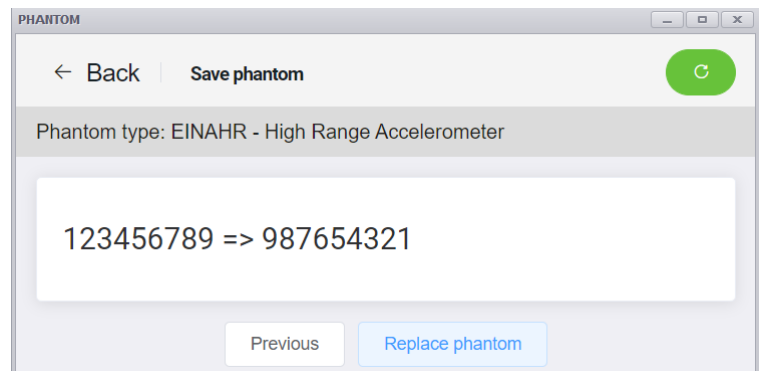 PHANTOM
← Back Save phantom
Phantom type: EINAHR - High Range Accelerometer
123456789 => 987654321
Previous Replace phantom